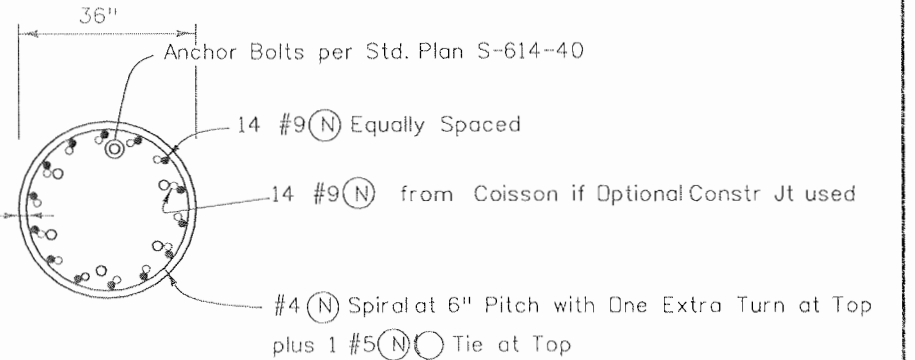 36"
Anchor Bolts per Std. Plan S-614-40
14 #9 N Equally Spaced
14 #9 N from Coisson if Optional Constr Jt used
#4 N Spiral at 6" Pitch with One Extra Turn at Top
plus 1 #5 N Tie at Top